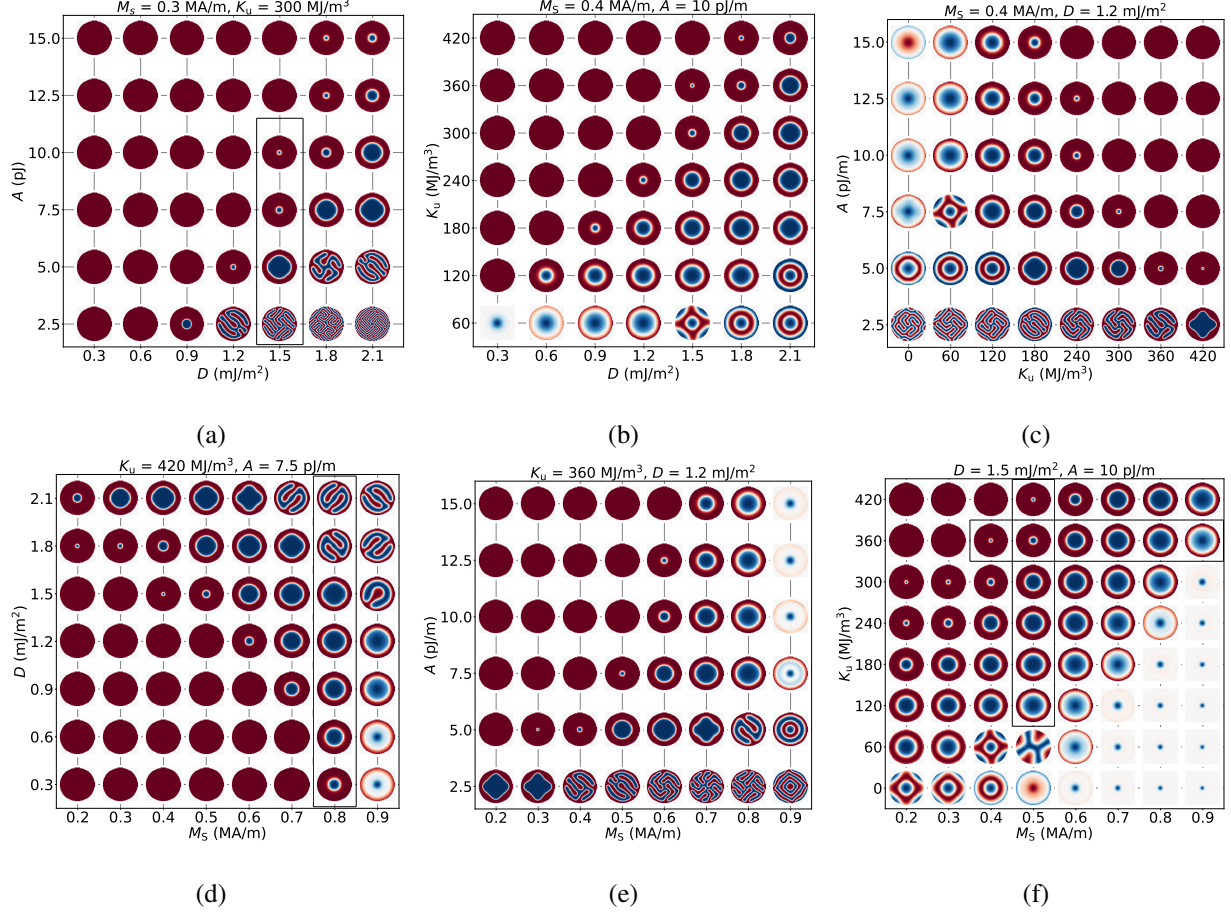 Mₛ = 0.3 MA/m, Kᵤ = 300 MJ/m³
15.0
12.5
10.0
7.5
5.0
2.5
A (pJ)
0.3 0.6 0.9 1.2 1.5 1.8 2.1
D (mJ/m²)
(a)
M_S = 0.4 MA/m, A = 10 pJ/m
420
360
300
240
180
120
60
Kᵤ (MJ/m³)
0.3 0.6 0.9 1.2 1.5 1.8 2.1
D (mJ/m²)
(b)
M_S = 0.4 MA/m, D = 1.2 mJ/m²
15.0
12.5
10.0
7.5
5.0
2.5
A (pJ/m)
0 60 120 180 240 300 360 420
Kᵤ (MJ/m³)
(c)
Kᵤ = 420 MJ/m³, A = 7.5 pJ/m
2.1
1.8
1.5
1.2
0.9
0.6
0.3
D (mJ/m²)
0.2 0.3 0.4 0.5 0.6 0.7 0.8 0.9
M_S (MA/m)
(d)
Kᵤ = 360 MJ/m³, D = 1.2 mJ/m²
15.0
12.5
10.0
7.5
5.0
2.5
A (pJ/m)
0.2 0.3 0.4 0.5 0.6 0.7 0.8 0.9
M_S (MA/m)
(e)
D = 1.5 mJ/m², A = 10 pJ/m
420
360
300
240
180
120
60
0
Kᵤ (MJ/m³)
0.2 0.3 0.4 0.5 0.6 0.7 0.8 0.9
M_S (MA/m)
(f)